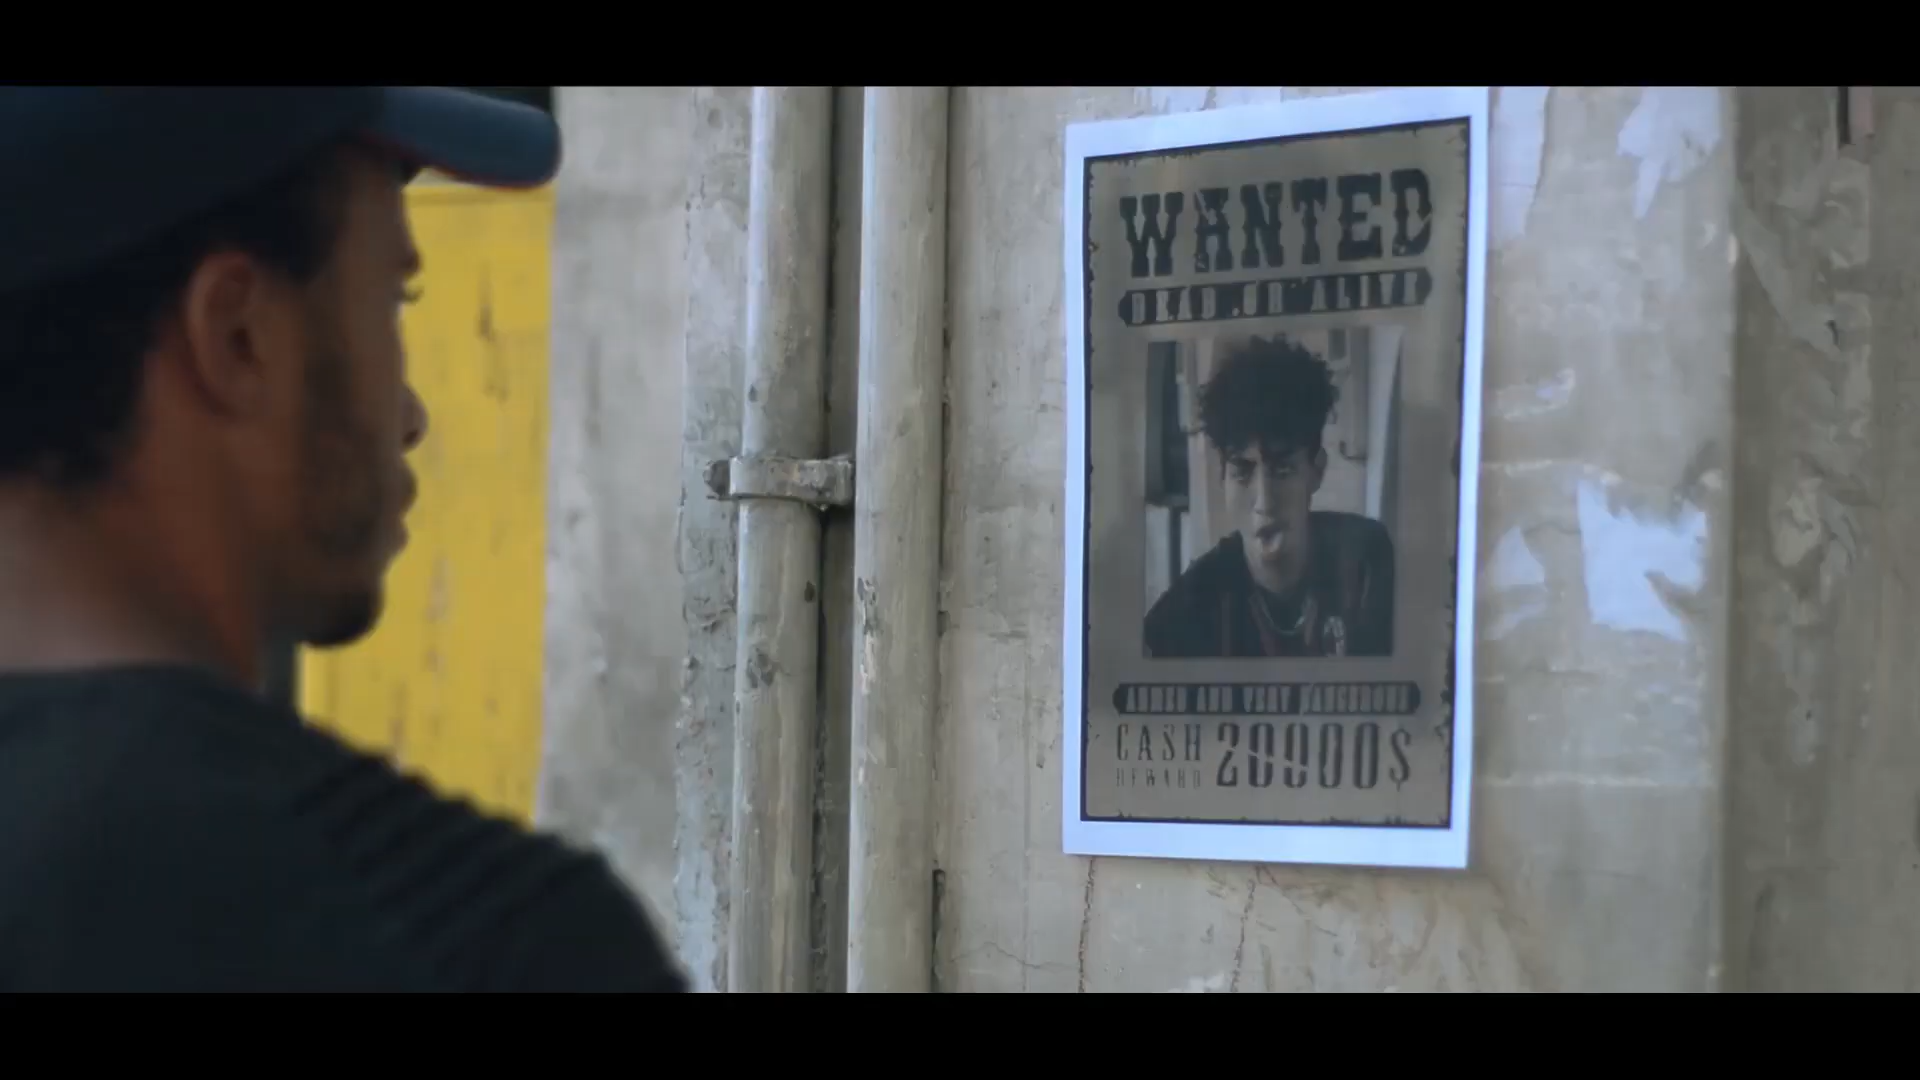 WANTED
DEAD OR ALIVE
ARMED AND VERY DANGEROUS
CASH 20000$
REWARD